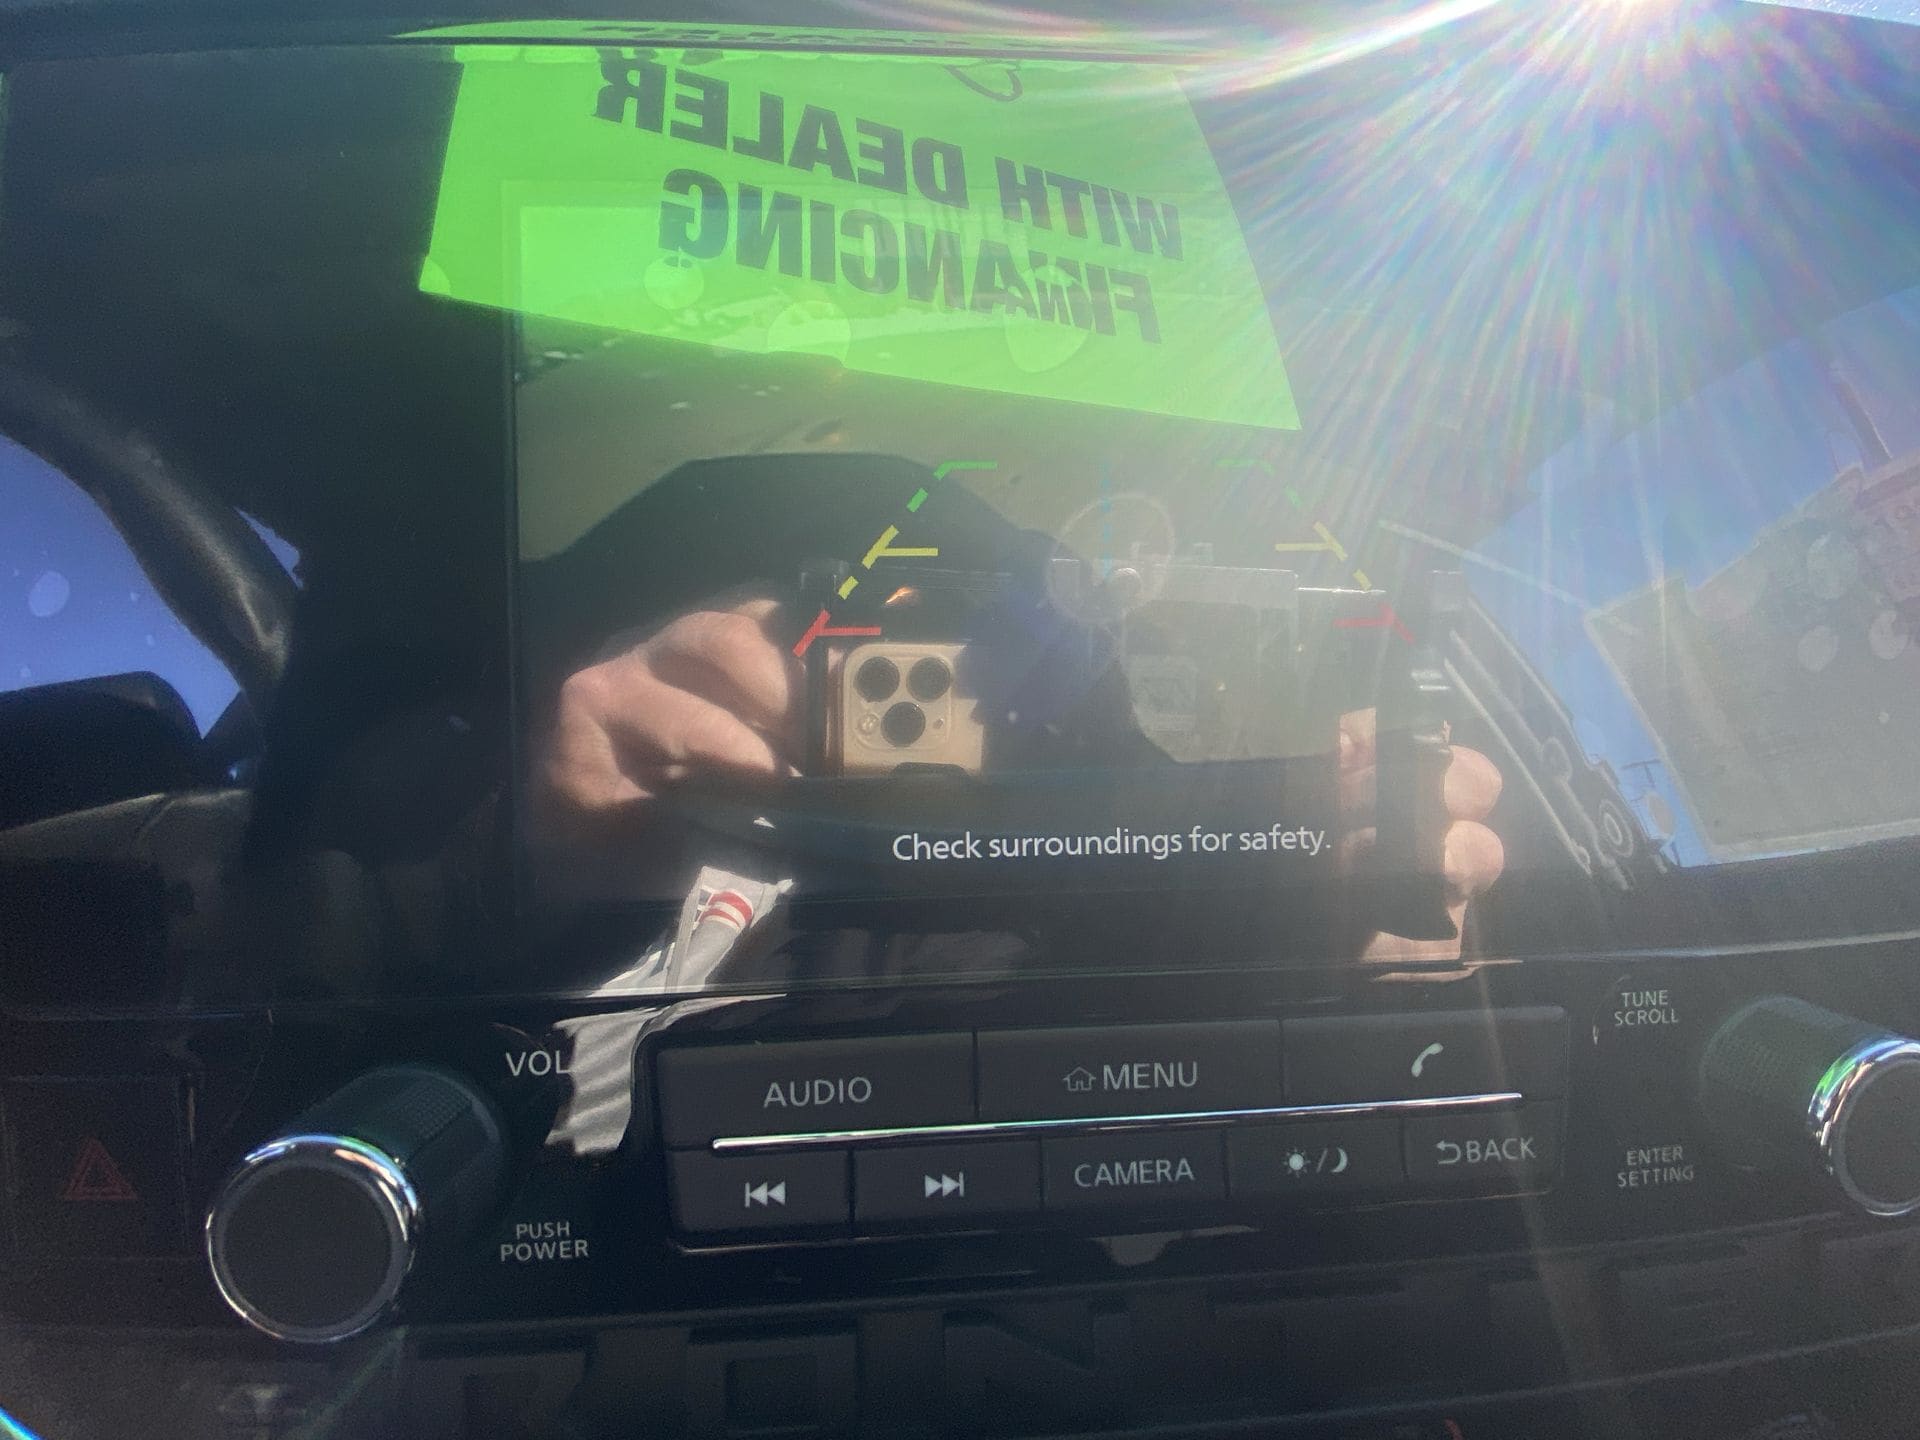 WITH DEALER
FINANCING
Check surroundings for safety.
VOL
AUDIO
MENU
TUNE
SCROLL
CAMERA
BACK
PUSH
POWER
ENTER
SETTING